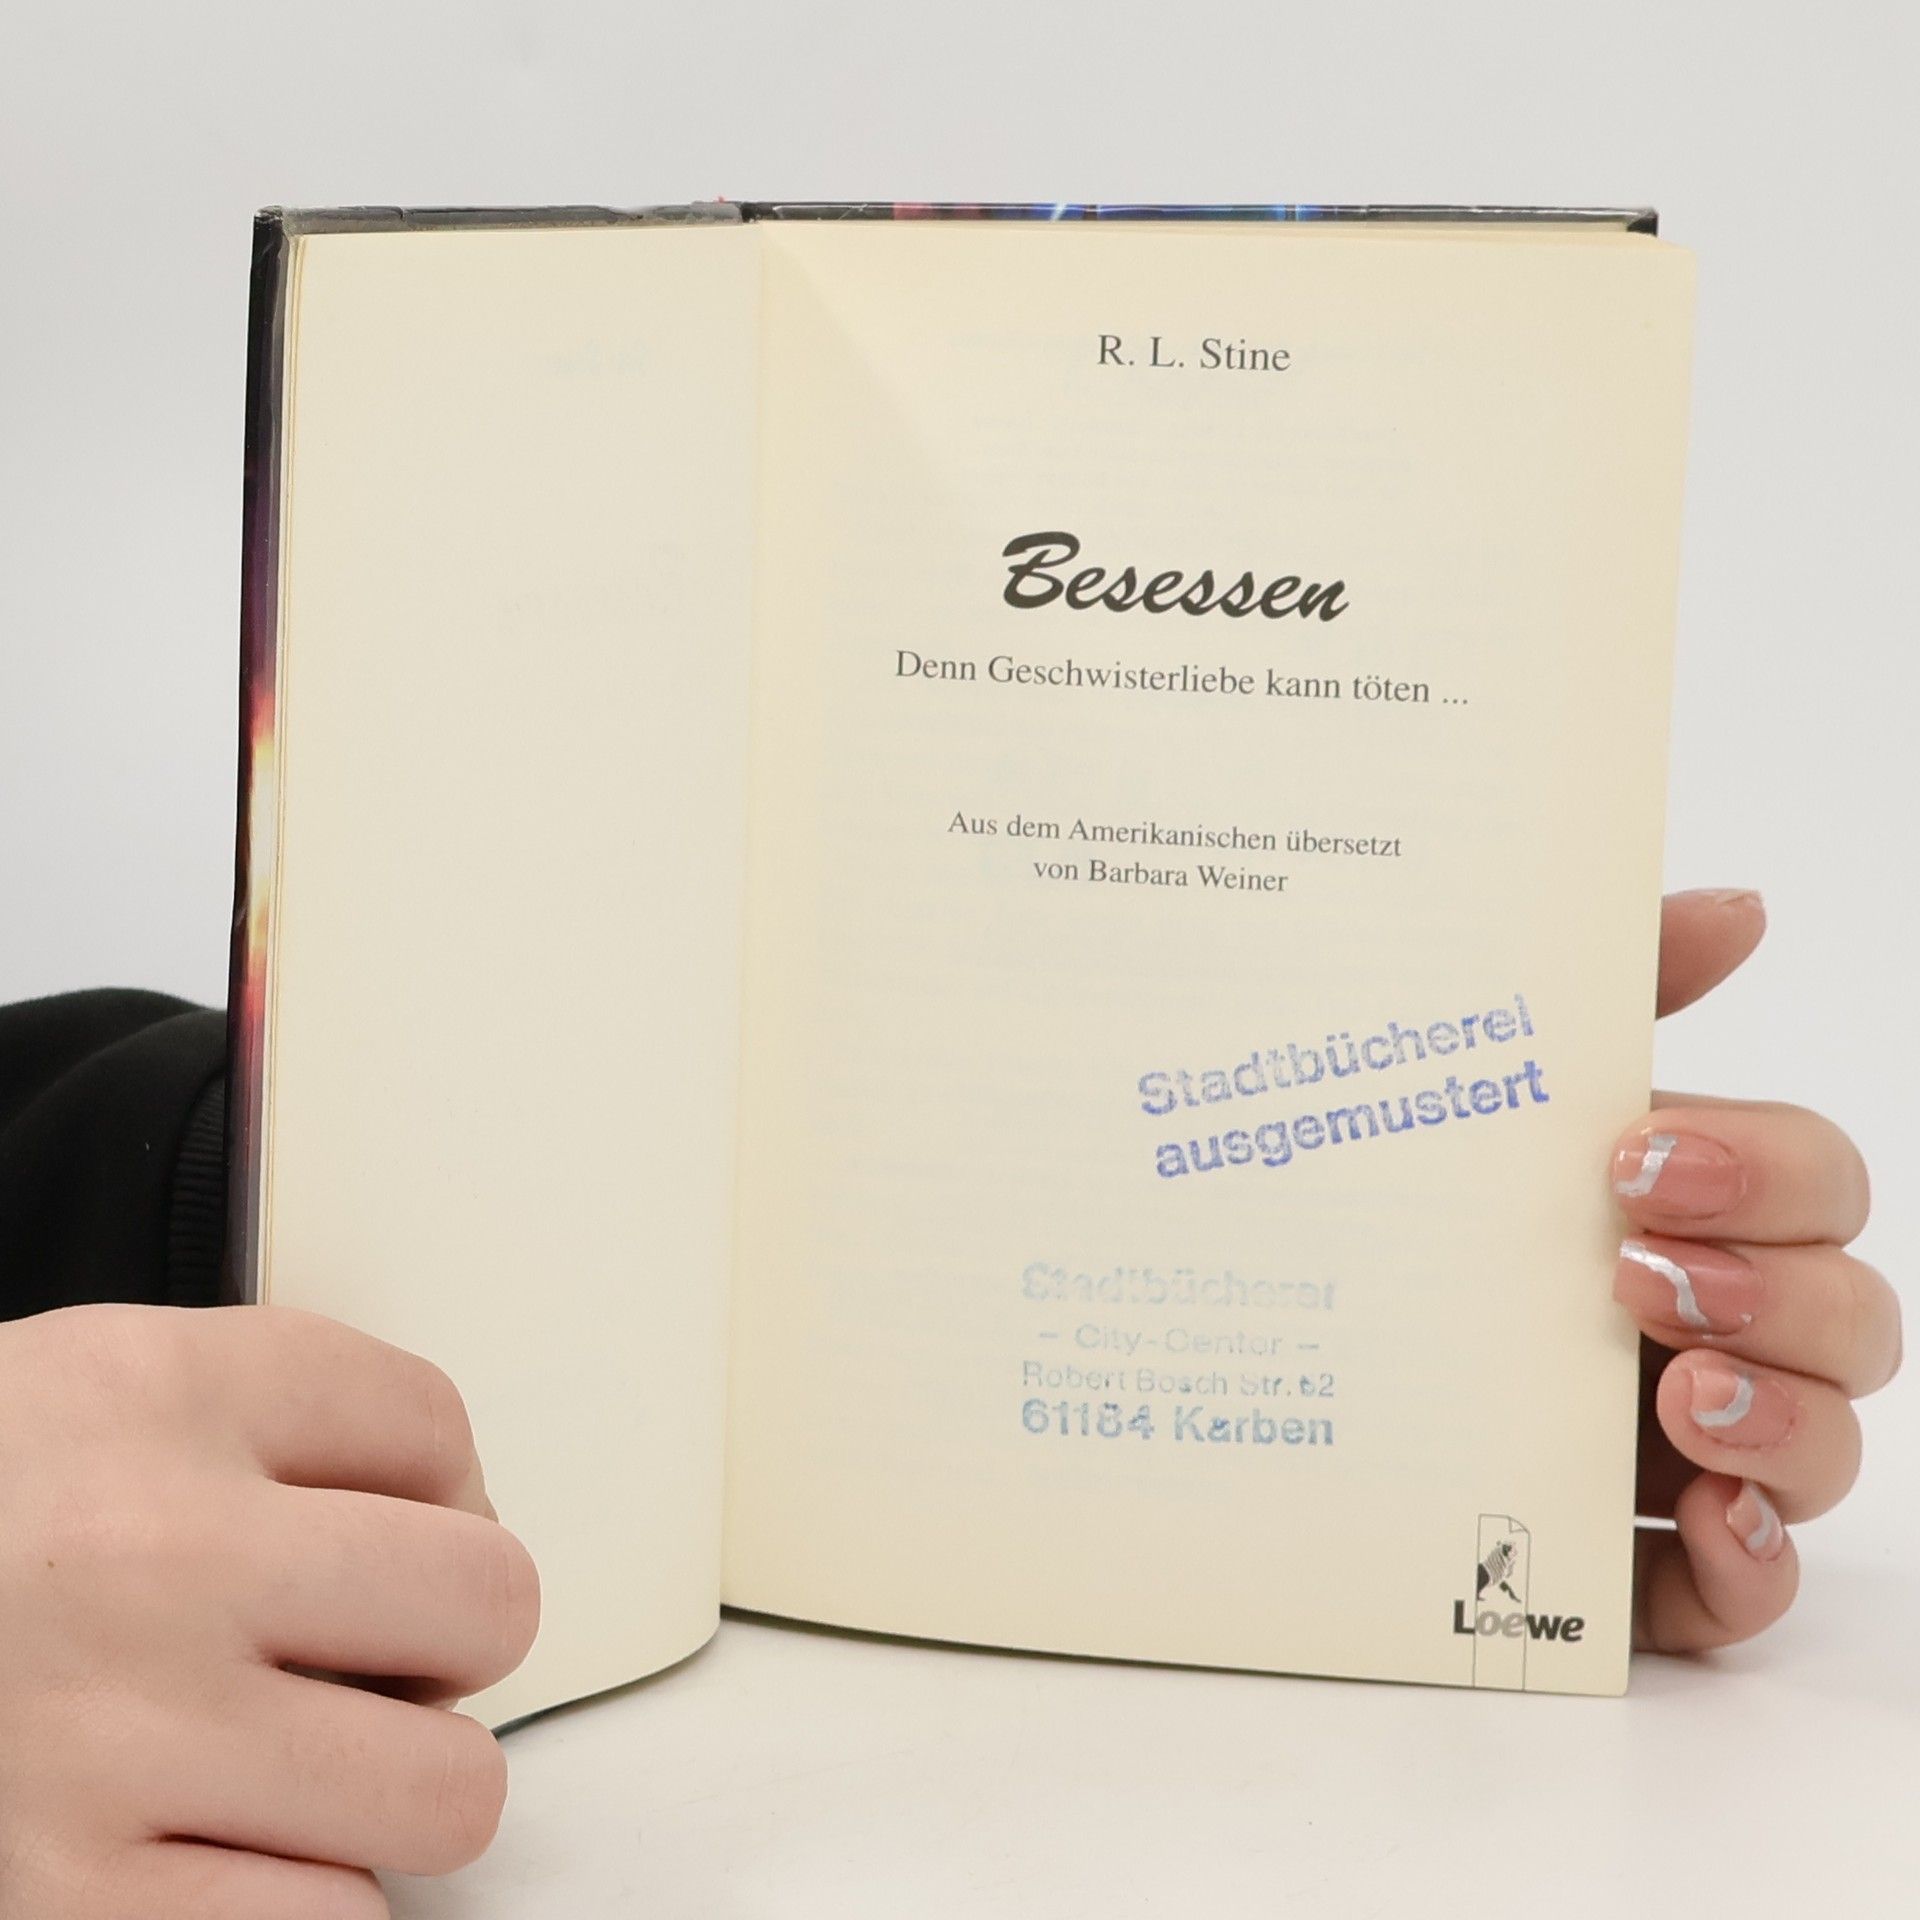 R. L. Stine
Besessen
Denn Geschwisterliebe kann töten ...
Aus dem Amerikanischen übersetzt
von Barbara Weiner
Stadtbücherei
ausgemustert
Stadtbücherei
– City-Center –
Robert Bosch Str.
61184 Karben
Loewe